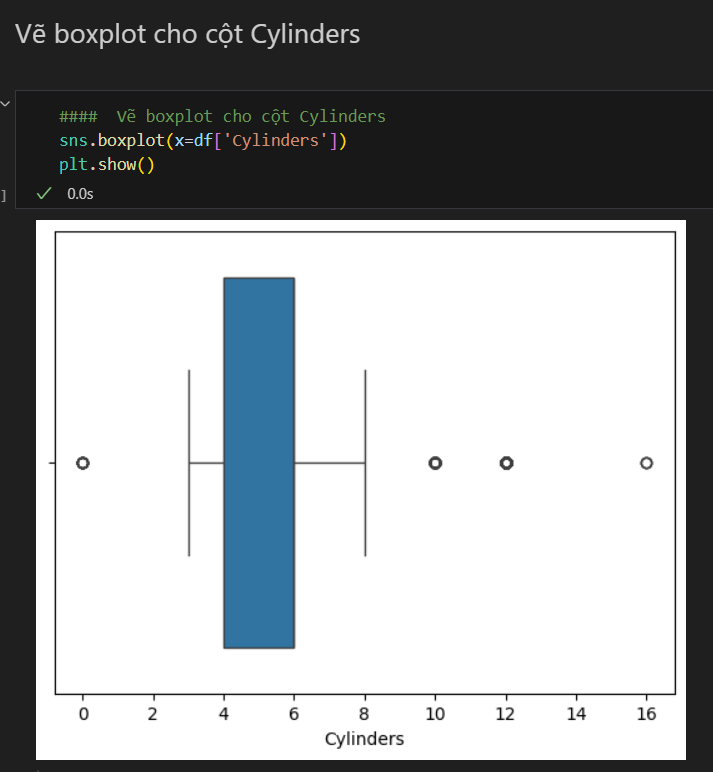 Vẽ boxplot cho cột Cylinders
#### Vẽ boxplot cho cột Cylinders
sns.boxplot(x=df['Cylinders'])
plt.show()
] ✓ 0.0s
0 2 4 6 8 10 12 14 16
Cylinders